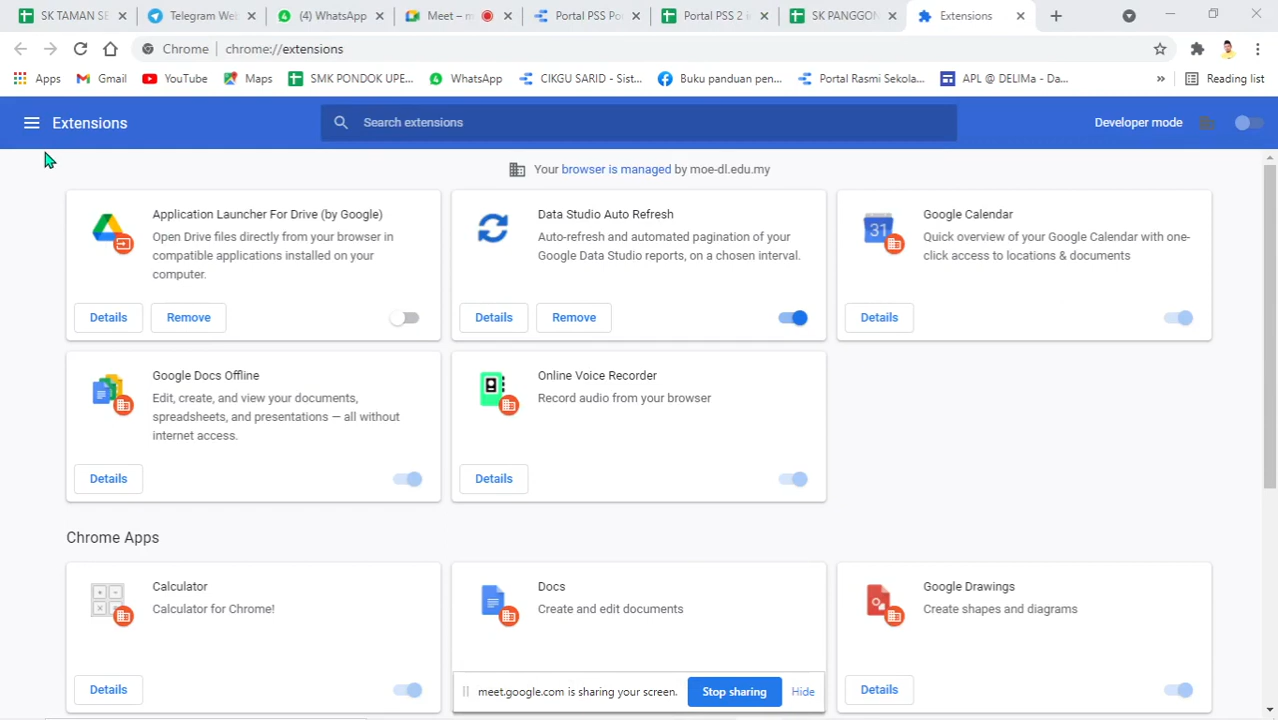 SK TAMAN SE
Telegram Web
(4) WhatsApp
Meet – m
Portal PSS Po
Portal PSS 2 i
SK PANGGON
Extensions
Chrome | chrome://extensions
Apps
Gmail
YouTube
Maps
SMK PONDOK UPE...
WhatsApp
CIKGU SARID - Sist...
Buku panduan pen...
Portal Rasmi Sekola...
APL @ DELIMa - Da...
»
Reading list
Extensions
Search extensions
Developer mode
Your browser is managed by moe-dl.edu.my
Application Launcher For Drive (by Google)
Open Drive files directly from your browser in
compatible applications installed on your
computer.
Details
Remove
Data Studio Auto Refresh
Auto-refresh and automated pagination of your
Google Data Studio reports, on a chosen interval.
Details
Remove
31
Google Calendar
Quick overview of your Google Calendar with one-
click access to locations & documents
Details
Google Docs Offline
Edit, create, and view your documents,
spreadsheets, and presentations — all without
internet access.
Details
Online Voice Recorder
Record audio from your browser
Details
Chrome Apps
Calculator
Calculator for Chrome!
Details
Docs
Create and edit documents
Google Drawings
Create shapes and diagrams
Details
meet.google.com is sharing your screen.
Stop sharing
Hide